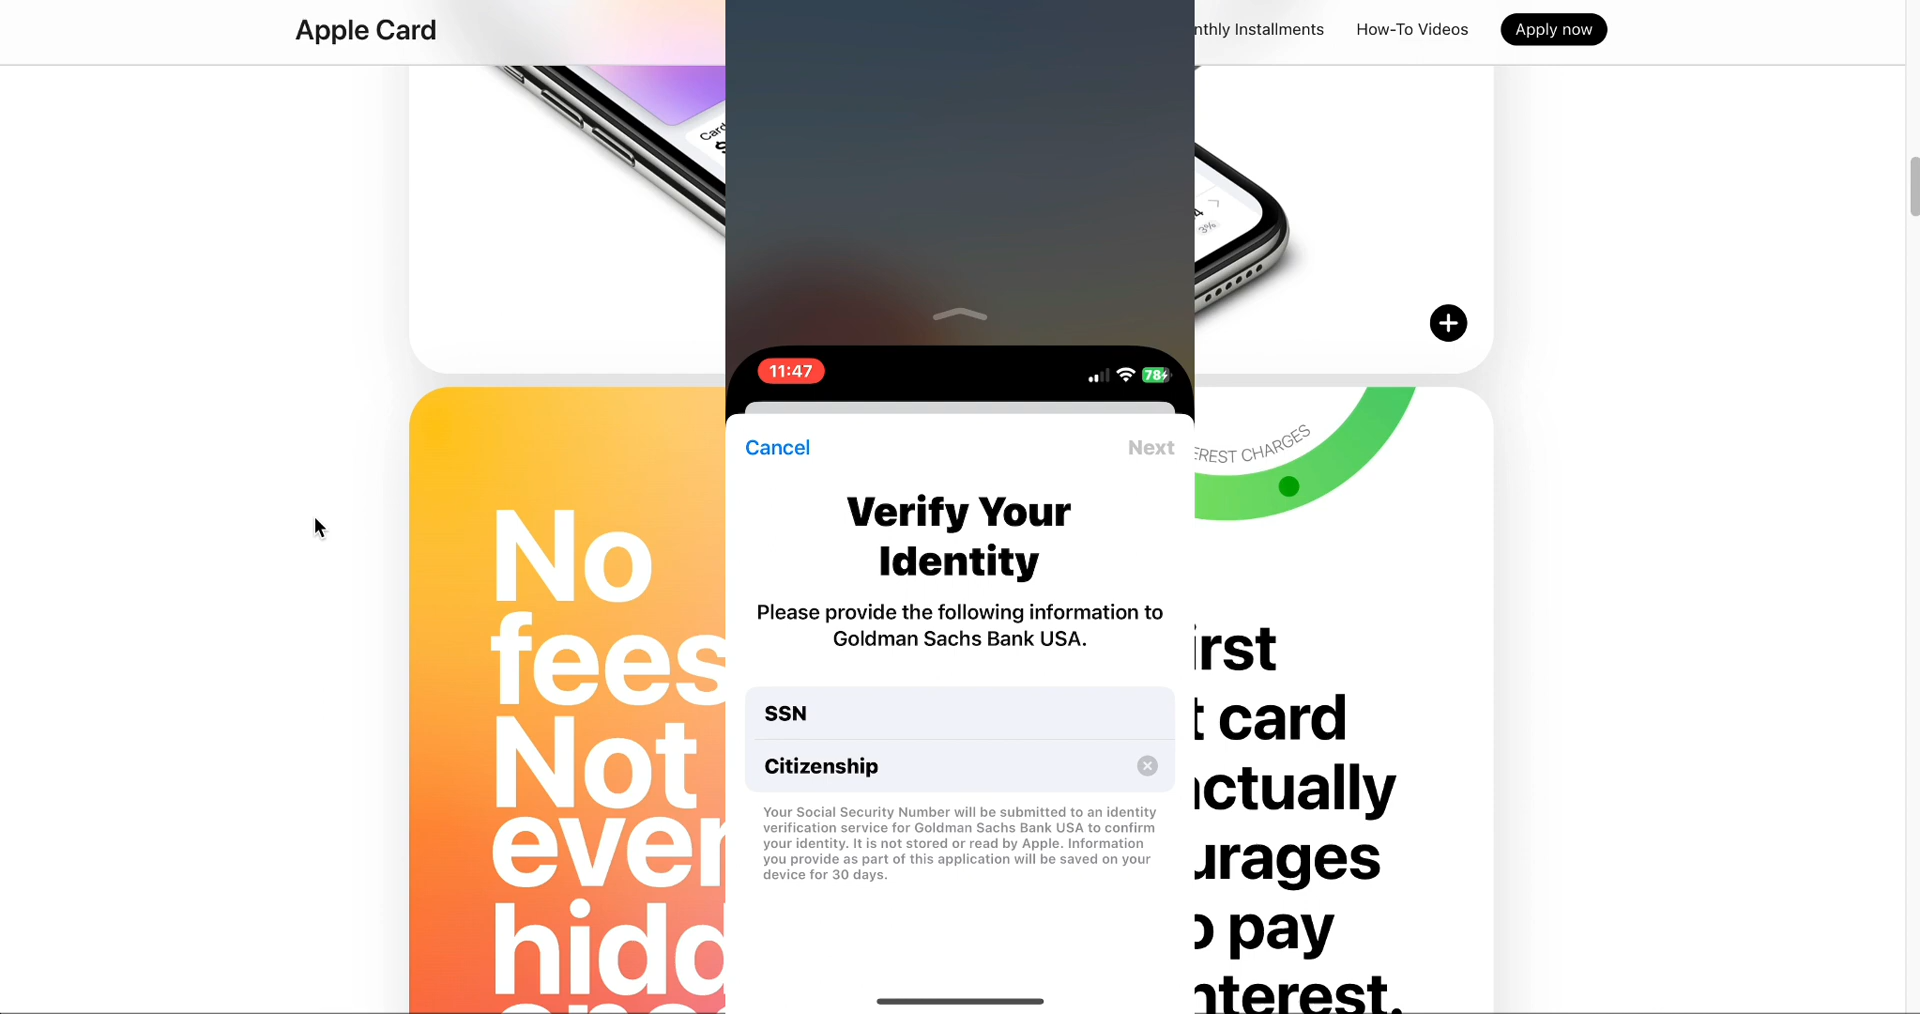 Apple Card
nthly Installments
How-To Videos
Apply now
Card
$
4
3%
11:47
78
Cancel
Next
Verify Your
Identity
Please provide the following information to
Goldman Sachs Bank USA.
SSN
Citizenship
Your Social Security Number will be submitted to an identity
verification service for Goldman Sachs Bank USA to confirm
your identity. It is not stored or read by Apple. Information
you provide as part of this application will be saved on your
device for 30 days.
No
fees
Not
ever
hidd
EREST CHARGES
irst
t card
actually
urages
o pay
nterest.